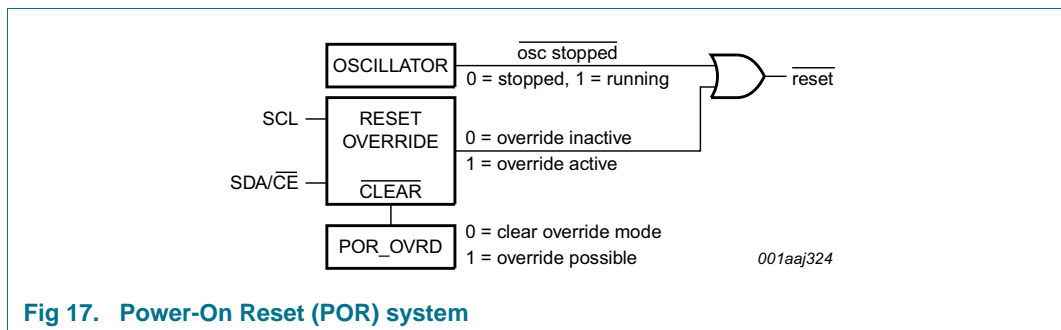 osc stopped
OSCILLATOR
0 = stopped, 1 = running
reset
SCL
RESET
OVERRIDE
0 = override inactive
1 = override active
SDA/CE
CLEAR
POR_OVRD
0 = clear override mode
1 = override possible
001aaj324
Fig 17. Power-On Reset (POR) system